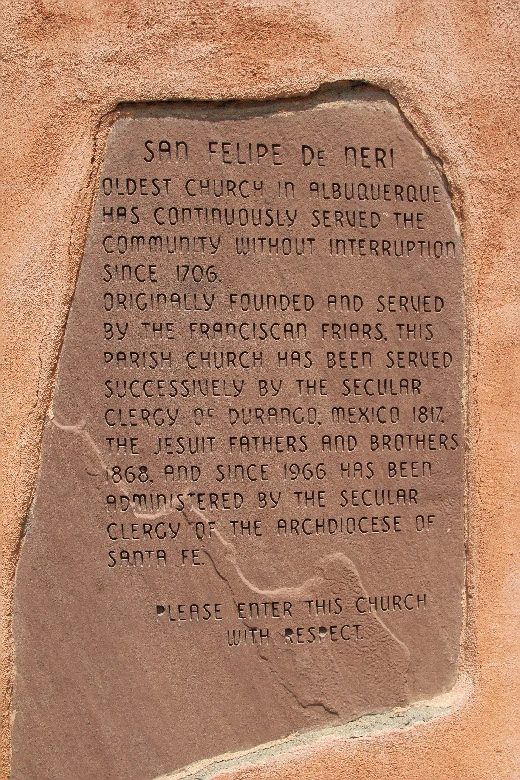 SAN FELIPE De NERI
OLDEST CHURCH IN ALBUQUERQUE
HAS CONTINUOUSLY SERVED THE
COMMUNITY WITHOUT INTERRUPTION
SINCE 1706.
ORIGINALLY FOUNDED AND SERVED
BY THE FRANCISCAN FRIARS, THIS
PARISH CHURCH HAS BEEN SERVED
SUCCESSIVELY BY THE SECULAR
CLERGY OF DURANGO, MEXICO 1817,
THE JESUIT FATHERS AND BROTHERS
1868, AND SINCE 1966 HAS BEEN
ADMINISTERED BY THE SECULAR
CLERGY OF THE ARCHDIOCESE OF
SANTA FE.
PLEASE ENTER THIS CHURCH
WITH RESPECT.